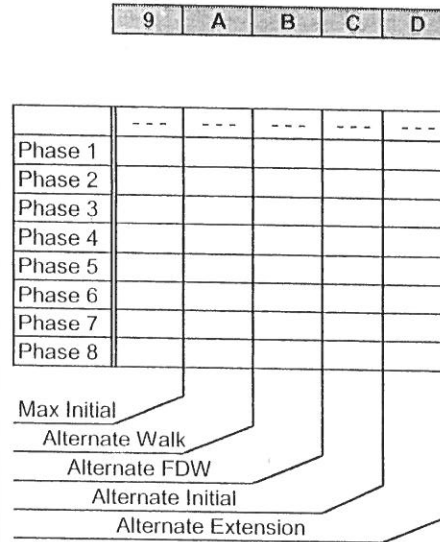 9 A B C D
--- --- --- --- ---
Phase 1
Phase 2
Phase 3
Phase 4
Phase 5
Phase 6
Phase 7
Phase 8
Max Initial
Alternate Walk
Alternate FDW
Alternate Initial
Alternate Extension